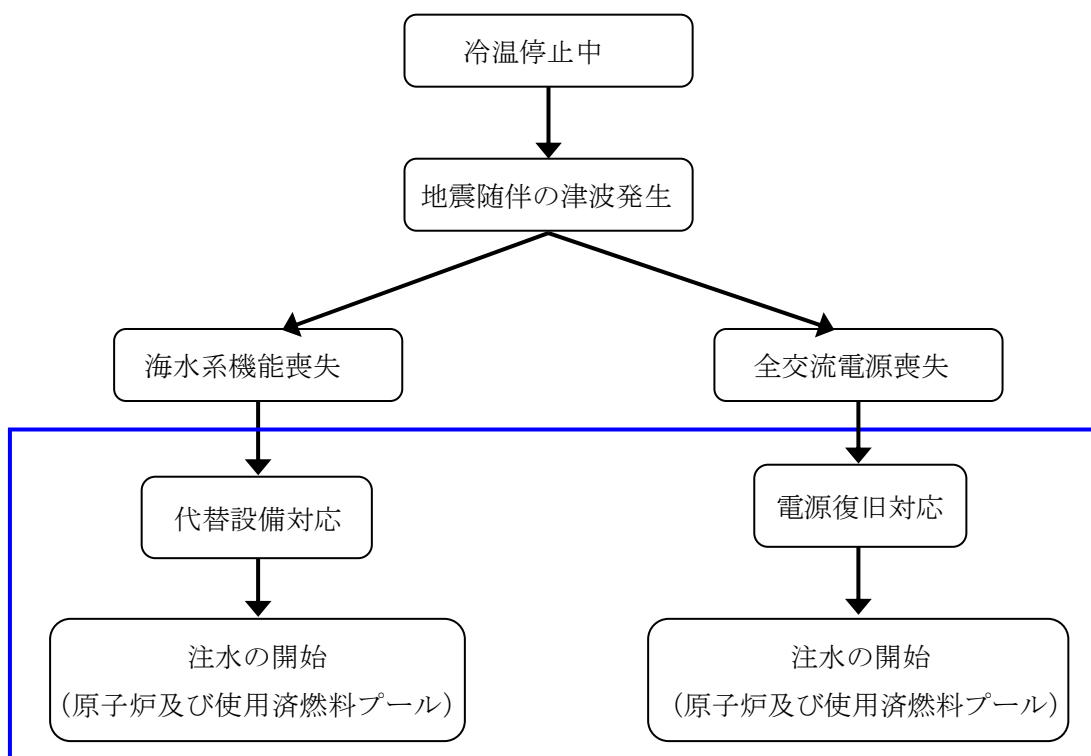 冷温停止中
地震随伴の津波発生
海水系機能喪失
全交流電源喪失
代替設備対応
電源復旧対応
注水の開始
(原子炉及び使用済燃料プール)
注水の開始
(原子炉及び使用済燃料プール)